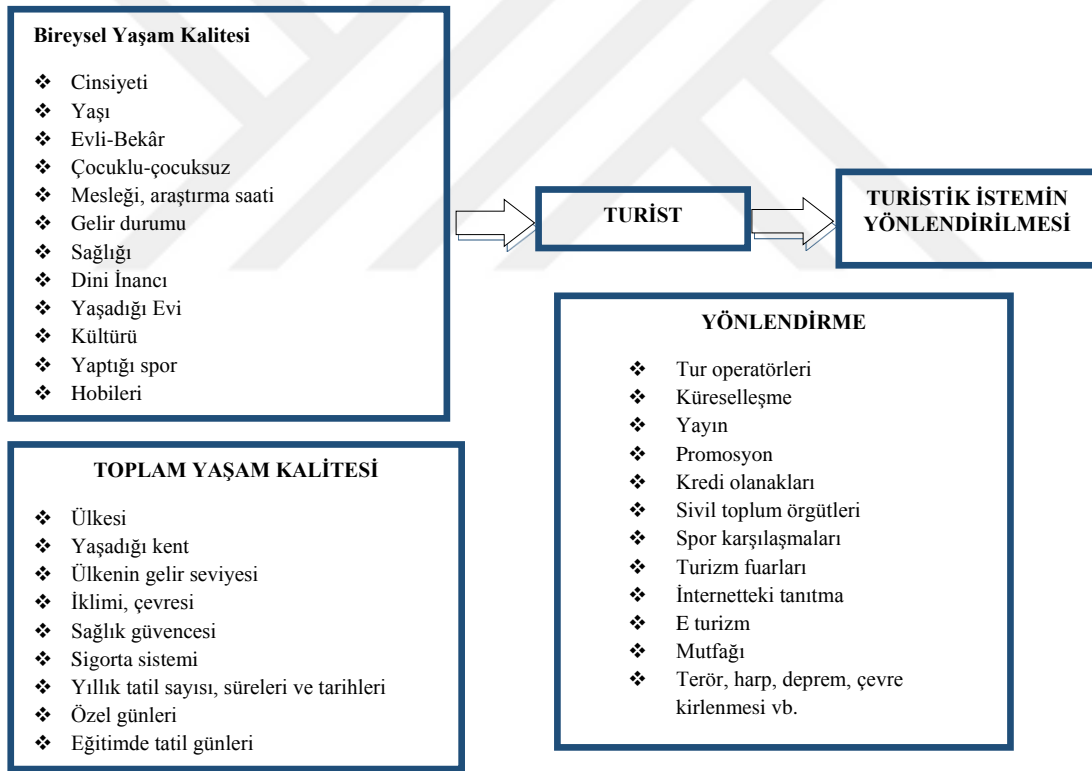 Bireysel Yaşam Kalitesi
❖ Cinsiyeti
❖ Yaşı
❖ Evli-Bekâr
❖ Çocuklu-çocuksuz
❖ Mesleği, araştırma saati
❖ Gelir durumu
❖ Sağlığı
❖ Dini İnancı
❖ Yaşadığı Evi
❖ Kültürü
❖ Yaptığı spor
❖ Hobileri
TURİST
TURİSTİK İSTEMİN
YÖNLENDİRİLMESİ
TOPLAM YAŞAM KALİTESİ
❖ Ülkesi
❖ Yaşadığı kent
❖ Ülkenin gelir seviyesi
❖ İklimi, çevresi
❖ Sağlık güvencesi
❖ Sigorta sistemi
❖ Yıllık tatil sayısı, süreleri ve tarihleri
❖ Özel günleri
❖ Eğitimde tatil günleri
YÖNLENDİRME
❖ Tur operatörleri
❖ Küreselleşme
❖ Yayın
❖ Promosyon
❖ Kredi olanakları
❖ Sivil toplum örgütleri
❖ Spor karşılaşmaları
❖ Turizm fuarları
❖ İnternetteki tanıtma
❖ E turizm
❖ Mutfağı
❖ Terör, harp, deprem, çevre
kirlenmesi vb.